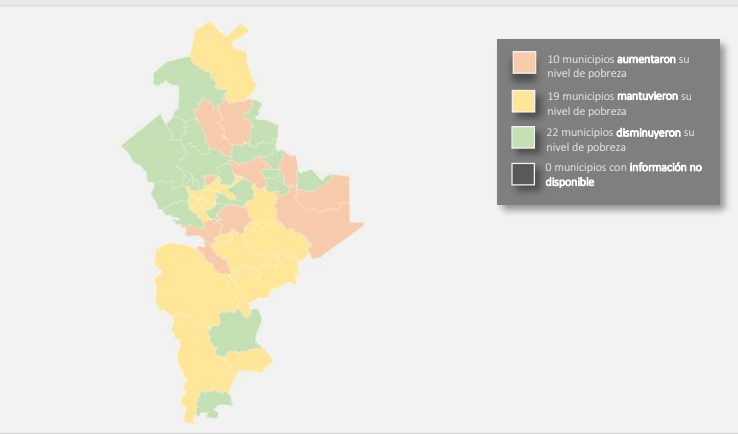 10 municipios aumentaron su
nivel de pobreza
19 municipios mantuvieron su
nivel de pobreza
22 municipios disminuyeron su
nivel de pobreza
0 municipios con información no
disponible